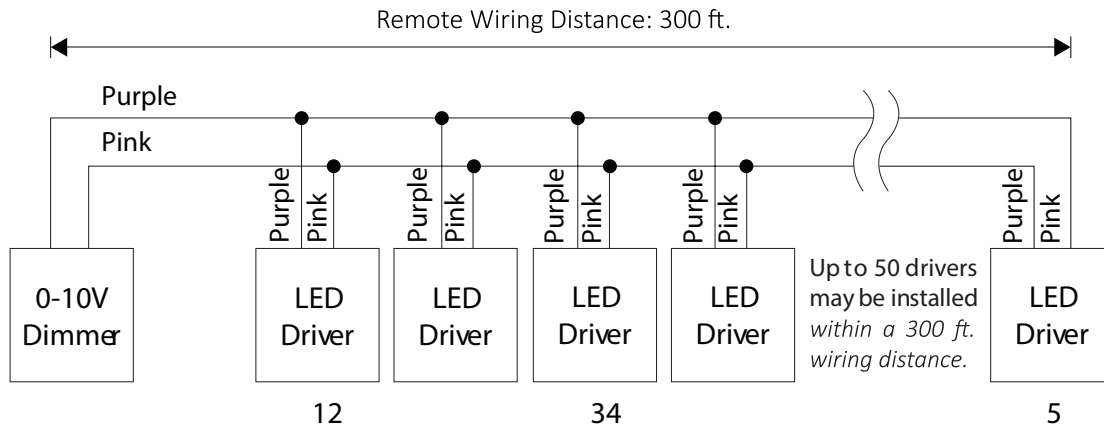 Remote Wiring Distance: 300 ft.
Purple
Pink
Purple
Pink
Purple
Pink
Purple
Pink
Purple
Pink
Purple
Pink
0-10V
Dimmer
LED
Driver
LED
Driver
LED
Driver
LED
Driver
Up to 50 drivers
may be installed
within a 300 ft.
wiring distance.
LED
Driver
12
34
5